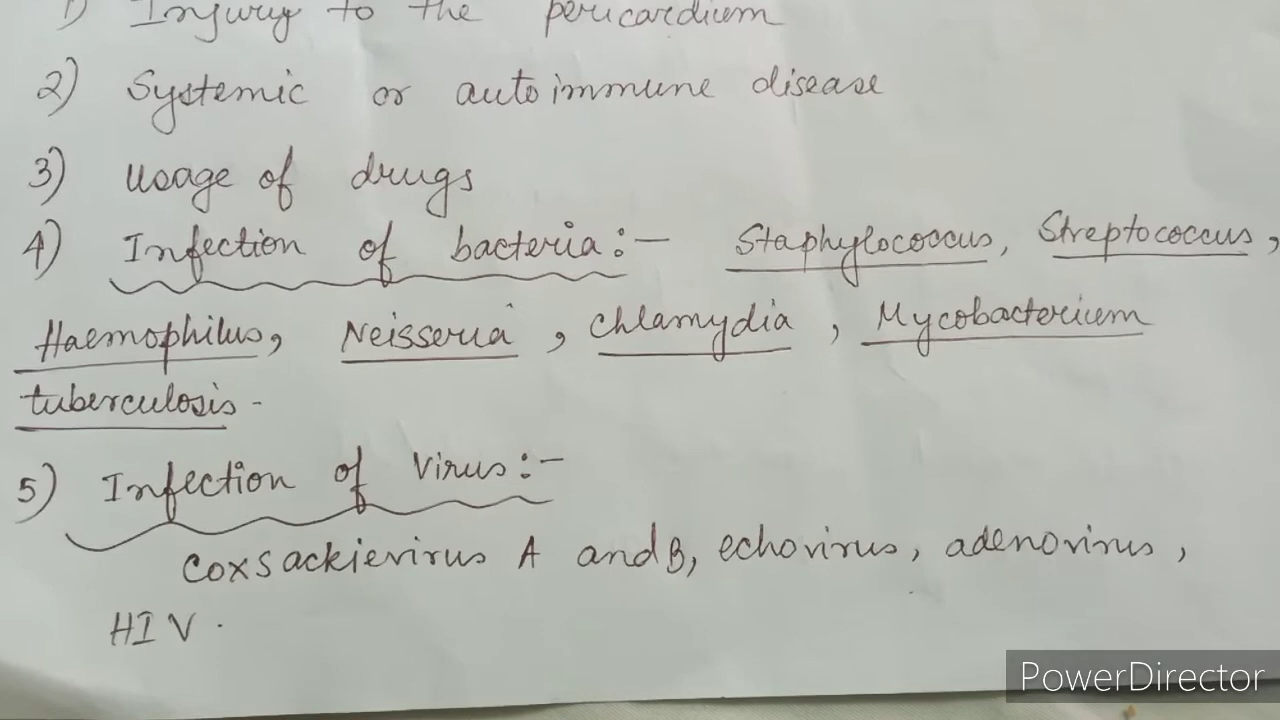 1) Injury to the pericardium
2) Systemic or autoimmune disease
3) Usage of drugs
4) Infection of bacteria:- Staphylococcus, Streptococcus,
Haemophilus, Neisseria, Chlamydia, Mycobacterium
tuberculosis-
5) Infection of Virus:-
Coxsackievirus A and B, echovirus, adenovirus,
HIV.
PowerDirector